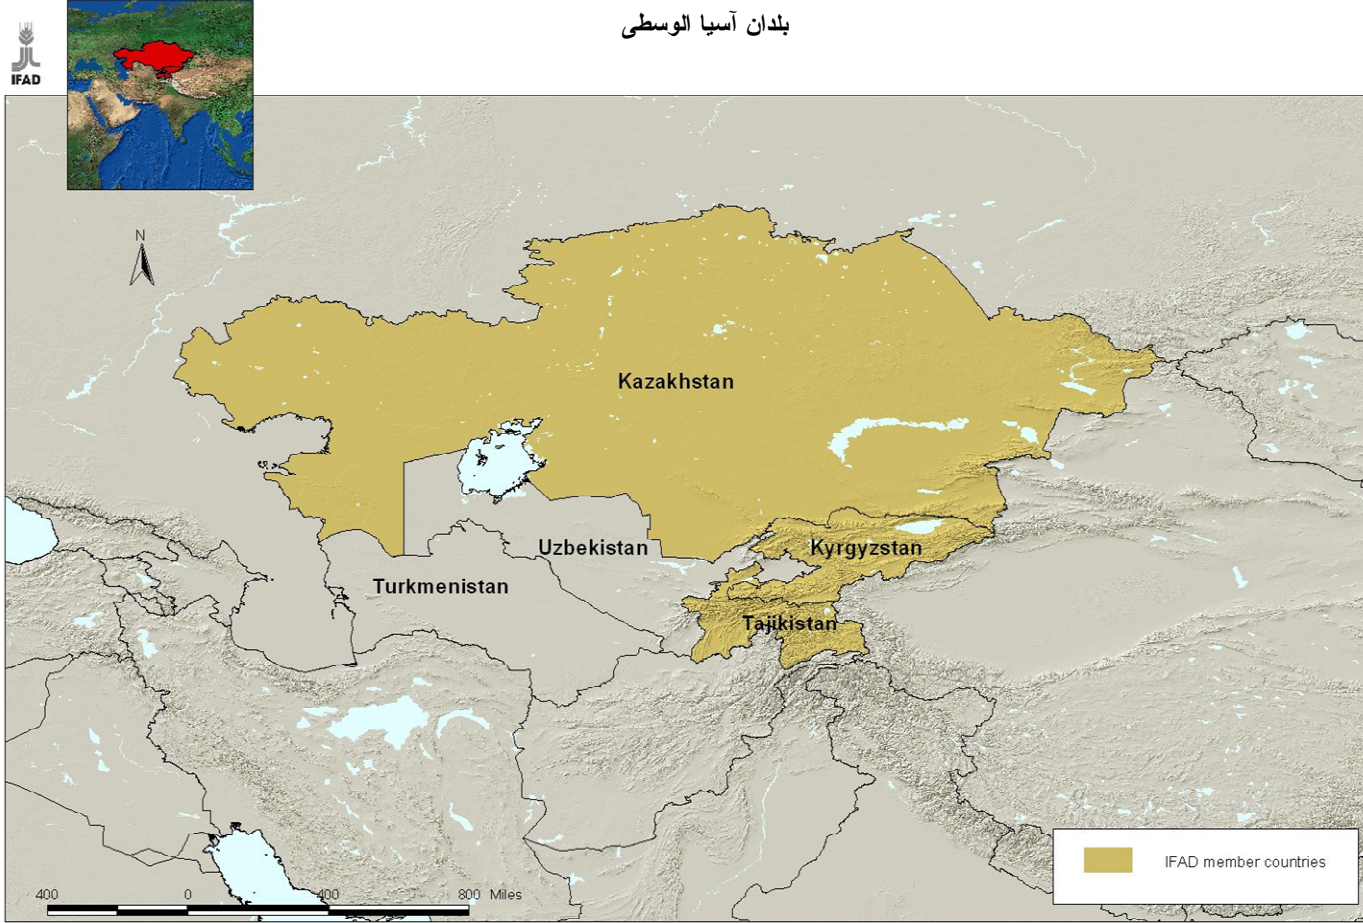 بلدان آسيا الوسطى
IFAD
N
Kazakhstan
Uzbekistan
Kyrgyzstan
Turkmenistan
Tajikistan
IFAD member countries
400 0 400 800 Miles